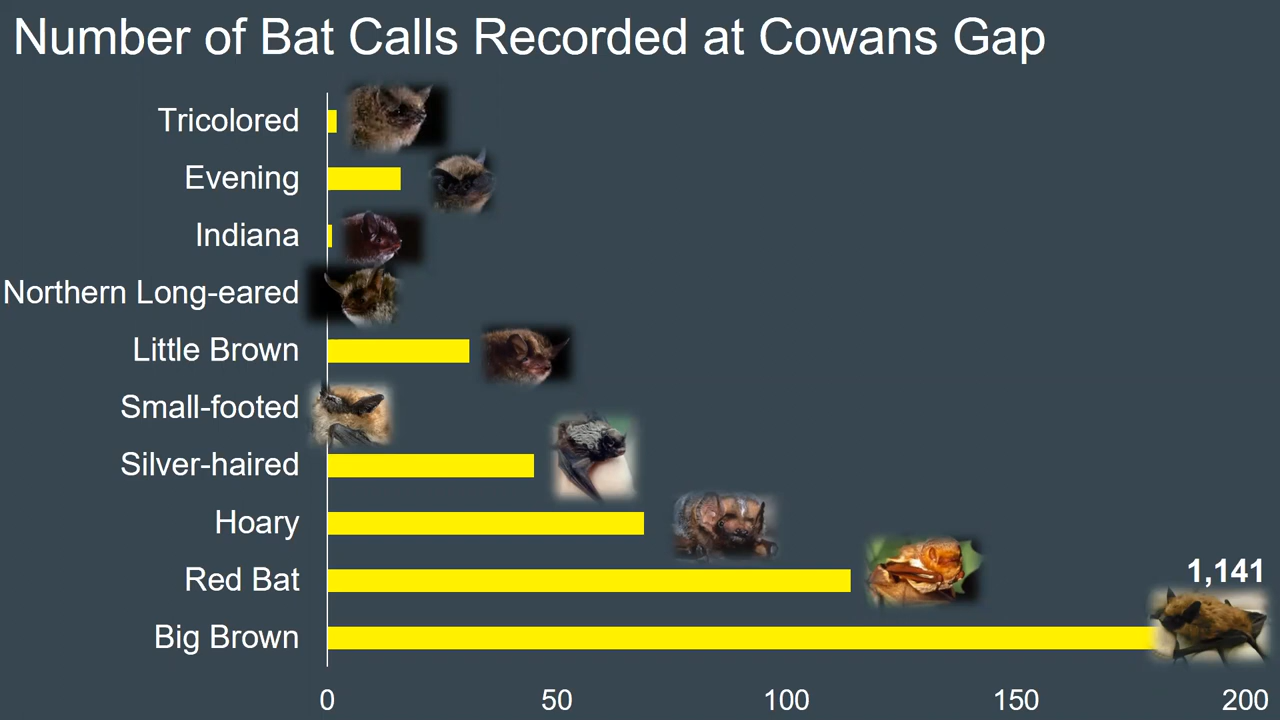 Number of Bat Calls Recorded at Cowans Gap
Tricolored
Evening
Indiana
Northern Long-eared
Little Brown
Small-footed
Silver-haired
Hoary
Red Bat
1,141
Big Brown
0 50 100 150 200